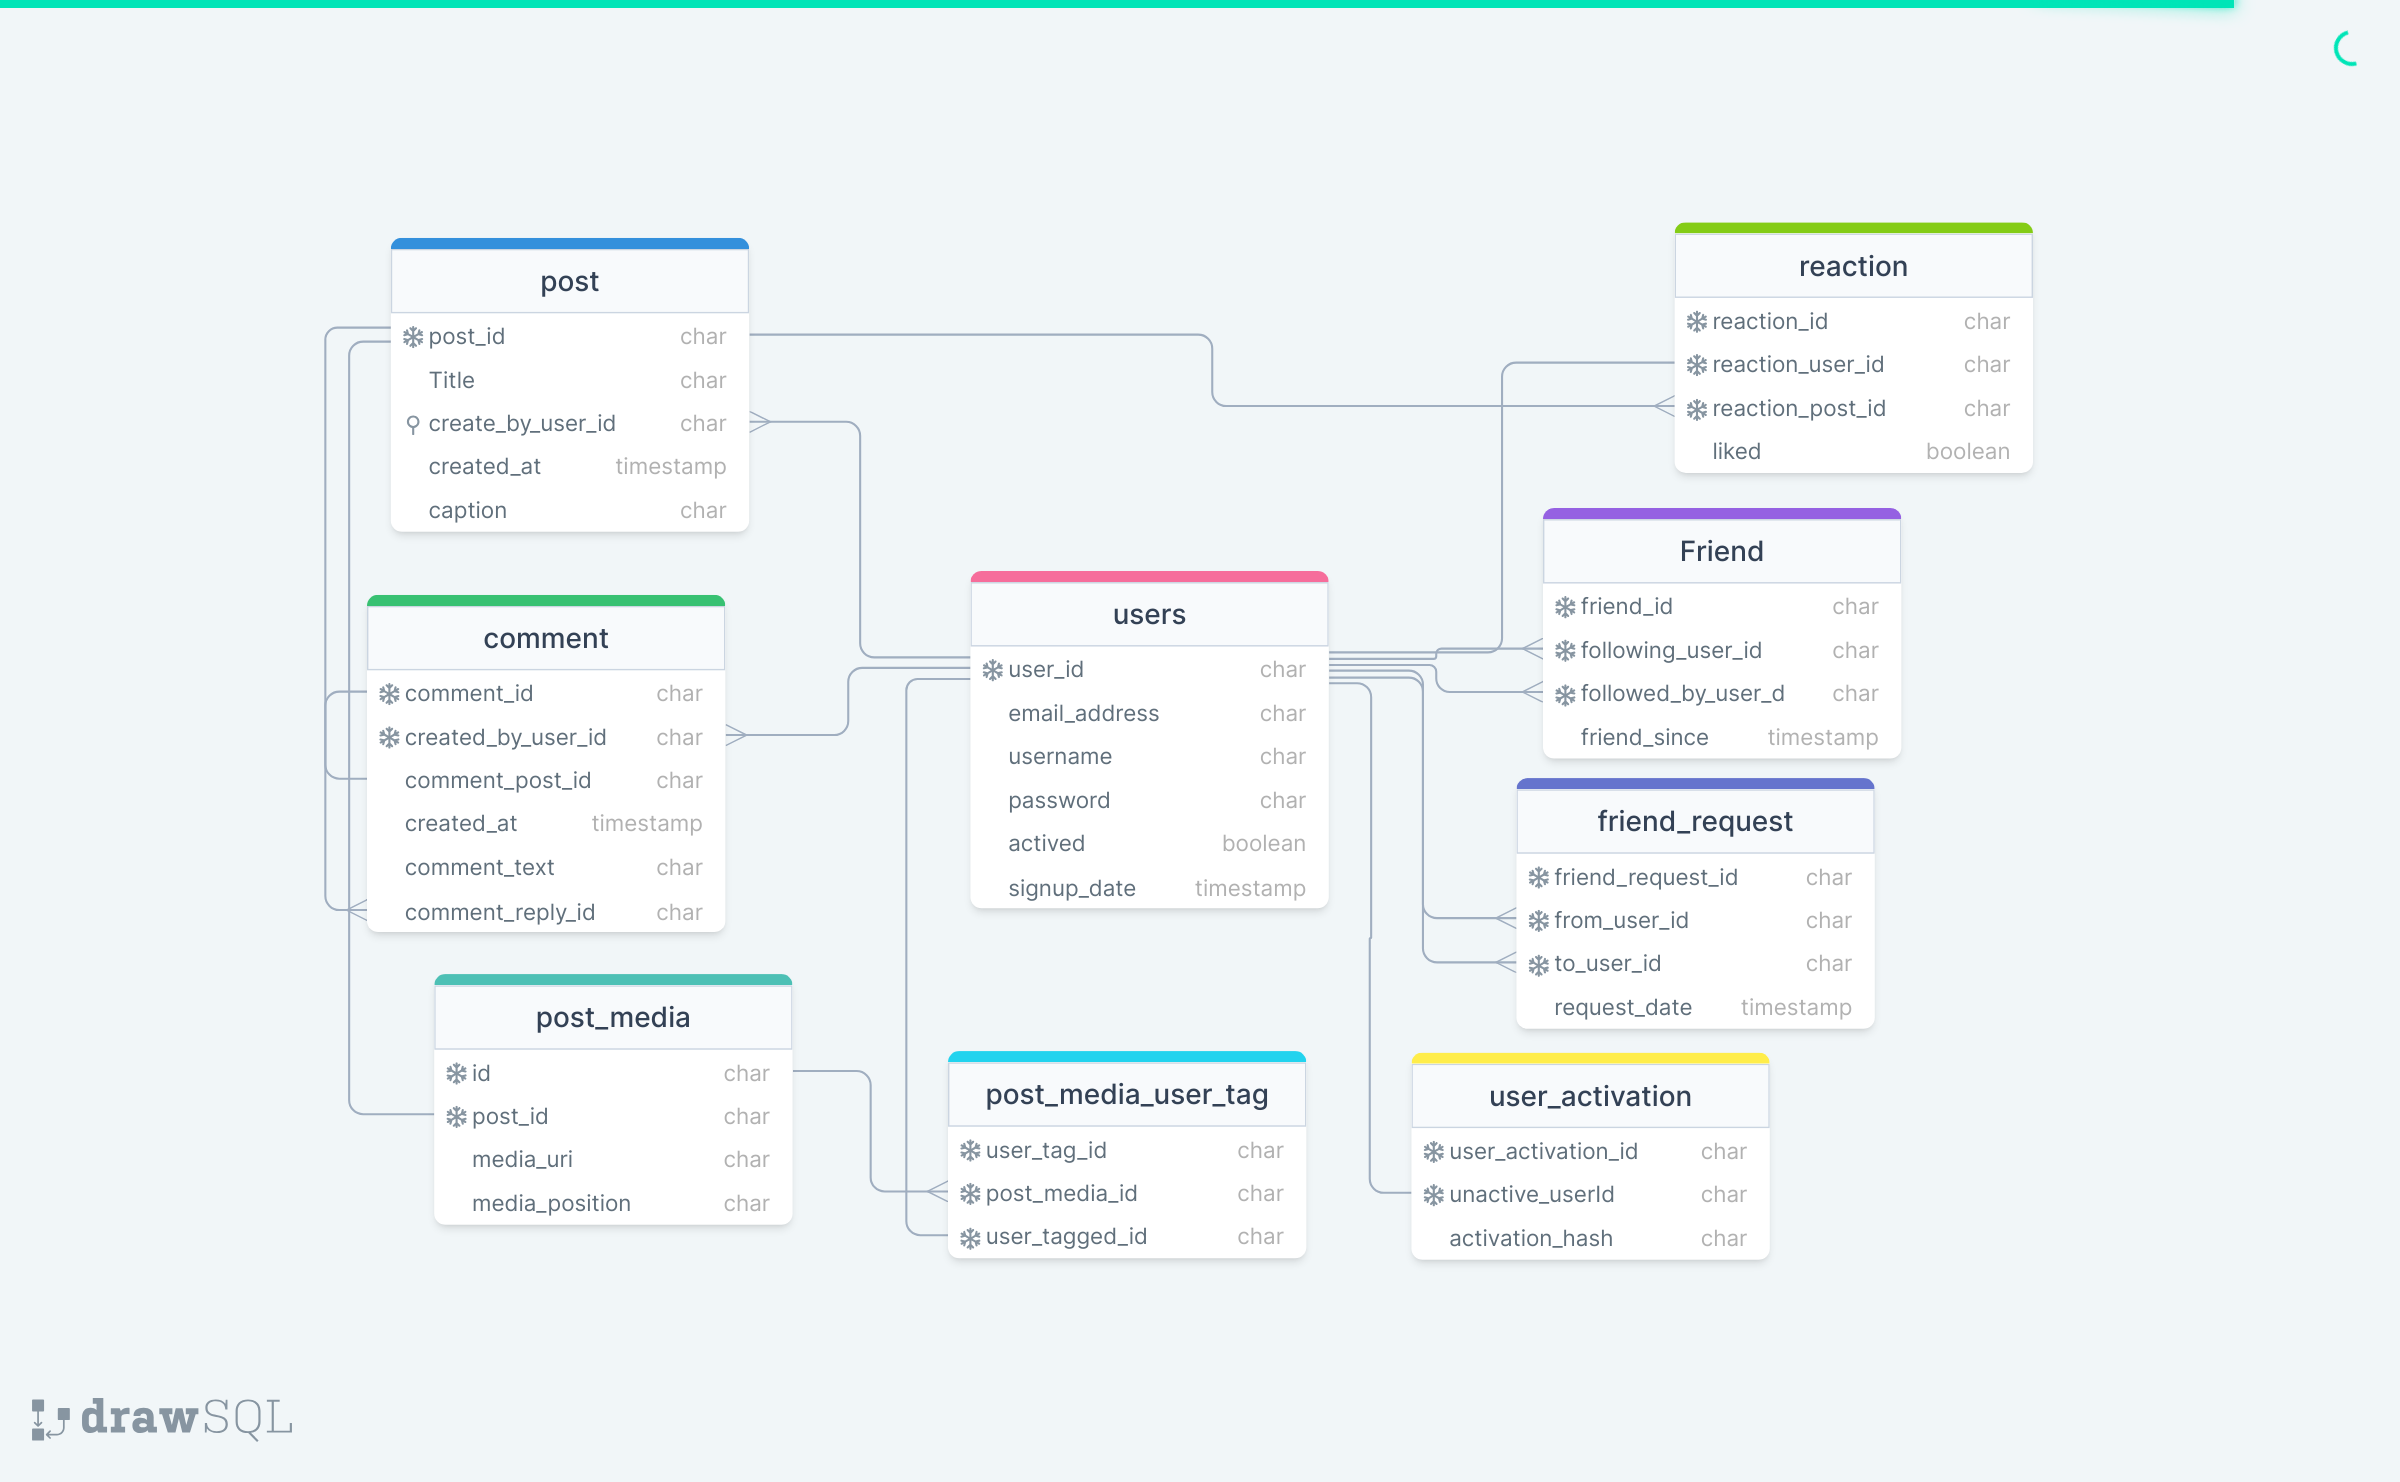 post
post_id char
Title char
create_by_user_id char
created_at timestamp
caption char
reaction
reaction_id char
reaction_user_id char
reaction_post_id char
liked boolean
Friend
friend_id char
following_user_id char
followed_by_user_d char
friend_since timestamp
comment
comment_id char
created_by_user_id char
comment_post_id char
created_at timestamp
comment_text char
comment_reply_id char
users
user_id char
email_address char
username char
password char
actived boolean
signup_date timestamp
friend_request
friend_request_id char
from_user_id char
to_user_id char
request_date timestamp
post_media
id char
post_id char
media_uri char
media_position char
post_media_user_tag
user_tag_id char
post_media_id char
user_tagged_id char
user_activation
user_activation_id char
unactive_userId char
activation_hash char
drawSQL